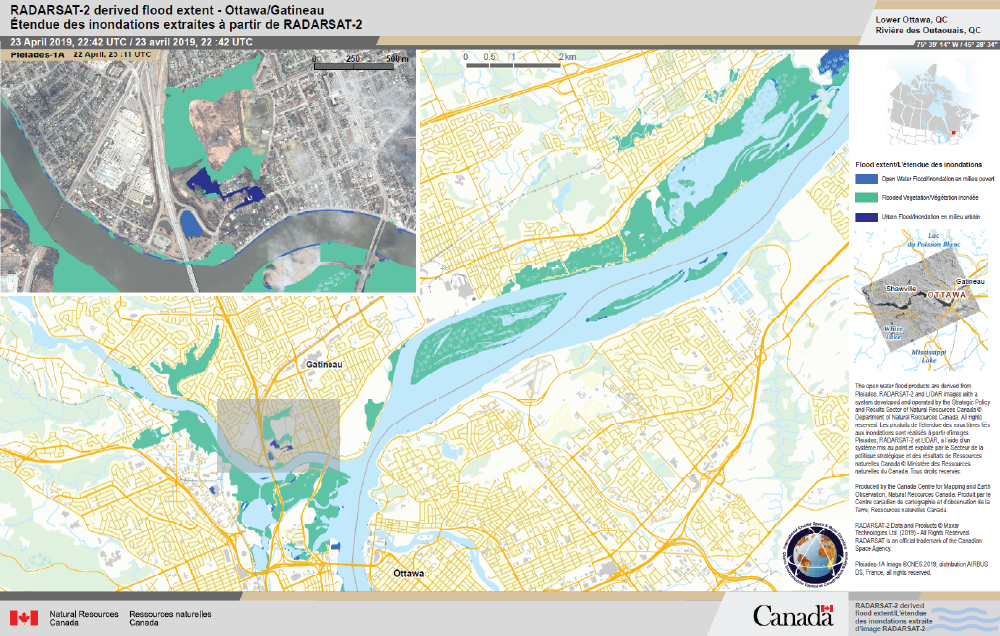 RADARSAT-2 derived flood extent - Ottawa/Gatineau
Étendue des inondations extraites à partir de RADARSAT-2
23 April 2019, 22:42 UTC / 23 avril 2019, 22 :42 UTC
Lower Ottawa, QC
Rivière des Outaouais, QC
75° 39' 14" W / 45° 28' 34"
Pleiades-1A 22 April, 23 :11 UTC
0 250 500 m
0 0.5 1 2 km
Flood extent/L'étendue des inondations
Open Water Flood/Inondation en milieu ouvert
Flooded Vegetation/Végétation inondée
Urban Flood/Inondation en milieu urbain
Lac
du Poisson Blanc
Gatineau
Shawville
OTTAWA
White
Lake
Mississippi
Lake
Gatineau
Ottawa
The open water flood products are derived from
Pleiades, RADARSAT-2 and LIDAR images with a
system developed and operated by the Strategic Policy
and Results Sector of Natural Resources Canada ©
Department of Natural Resources Canada. All rights
reserved. Les produits de l'étendue des eaux libres liés
aux inondations sont réalisés à partir d'images
Pleiades, RADARSAT-2 et LIDAR, à l'aide d'un
système mis au point et exploité par le Secteur de la
politique stratégique et des résultats de Ressources
naturelles Canada © Ministère des Ressources
naturelles du Canada. Tous droits réservés.
Produced by the Canada Centre for Mapping and Earth
Observation, Natural Resources Canada. Produit par le
Centre canadien de cartographie et d'observation de la
Terre, Ressources naturelles Canada.
RADARSAT-2 Data and Products © Maxar
Technologies Ltd. (2019) - All Rights Reserved.
RADARSAT is an official trademark of the Canadian
Space Agency.
Pleiades-1A Image ©CNES 2019, distribution AIRBUS
DS, France, all rights reserved.
Natural Resources
Canada
Ressources naturelles
Canada
Canada
RADARSAT-2 derived
flood extent/L'étendue
des inondations extraite
d'image RADARSAT-2